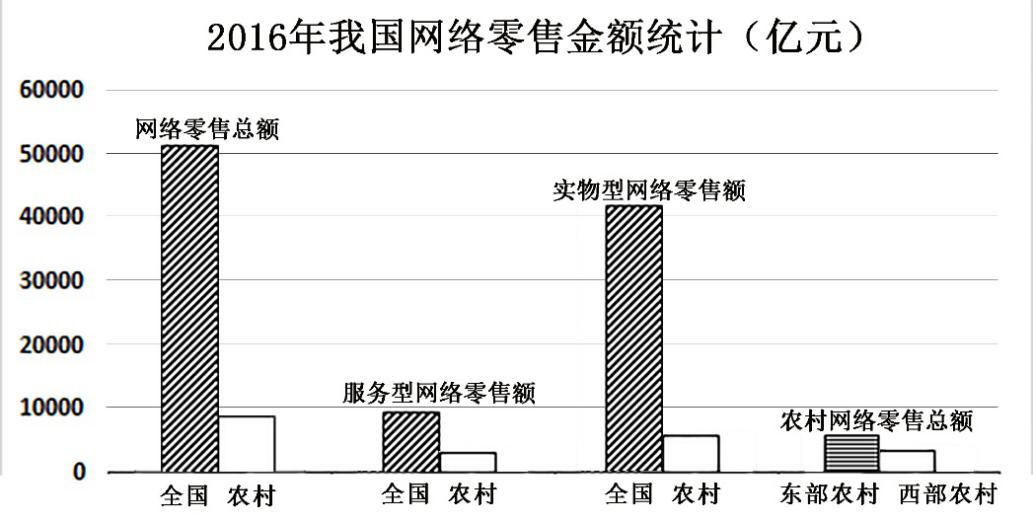 2016年我国网络零售金额统计（亿元）
60000
网络零售总额
50000
实物型网络零售额
40000
30000
20000
服务型网络零售额
10000
农村网络零售总额
0
全国 农村 全国 农村 全国 农村 东部农村 西部农村